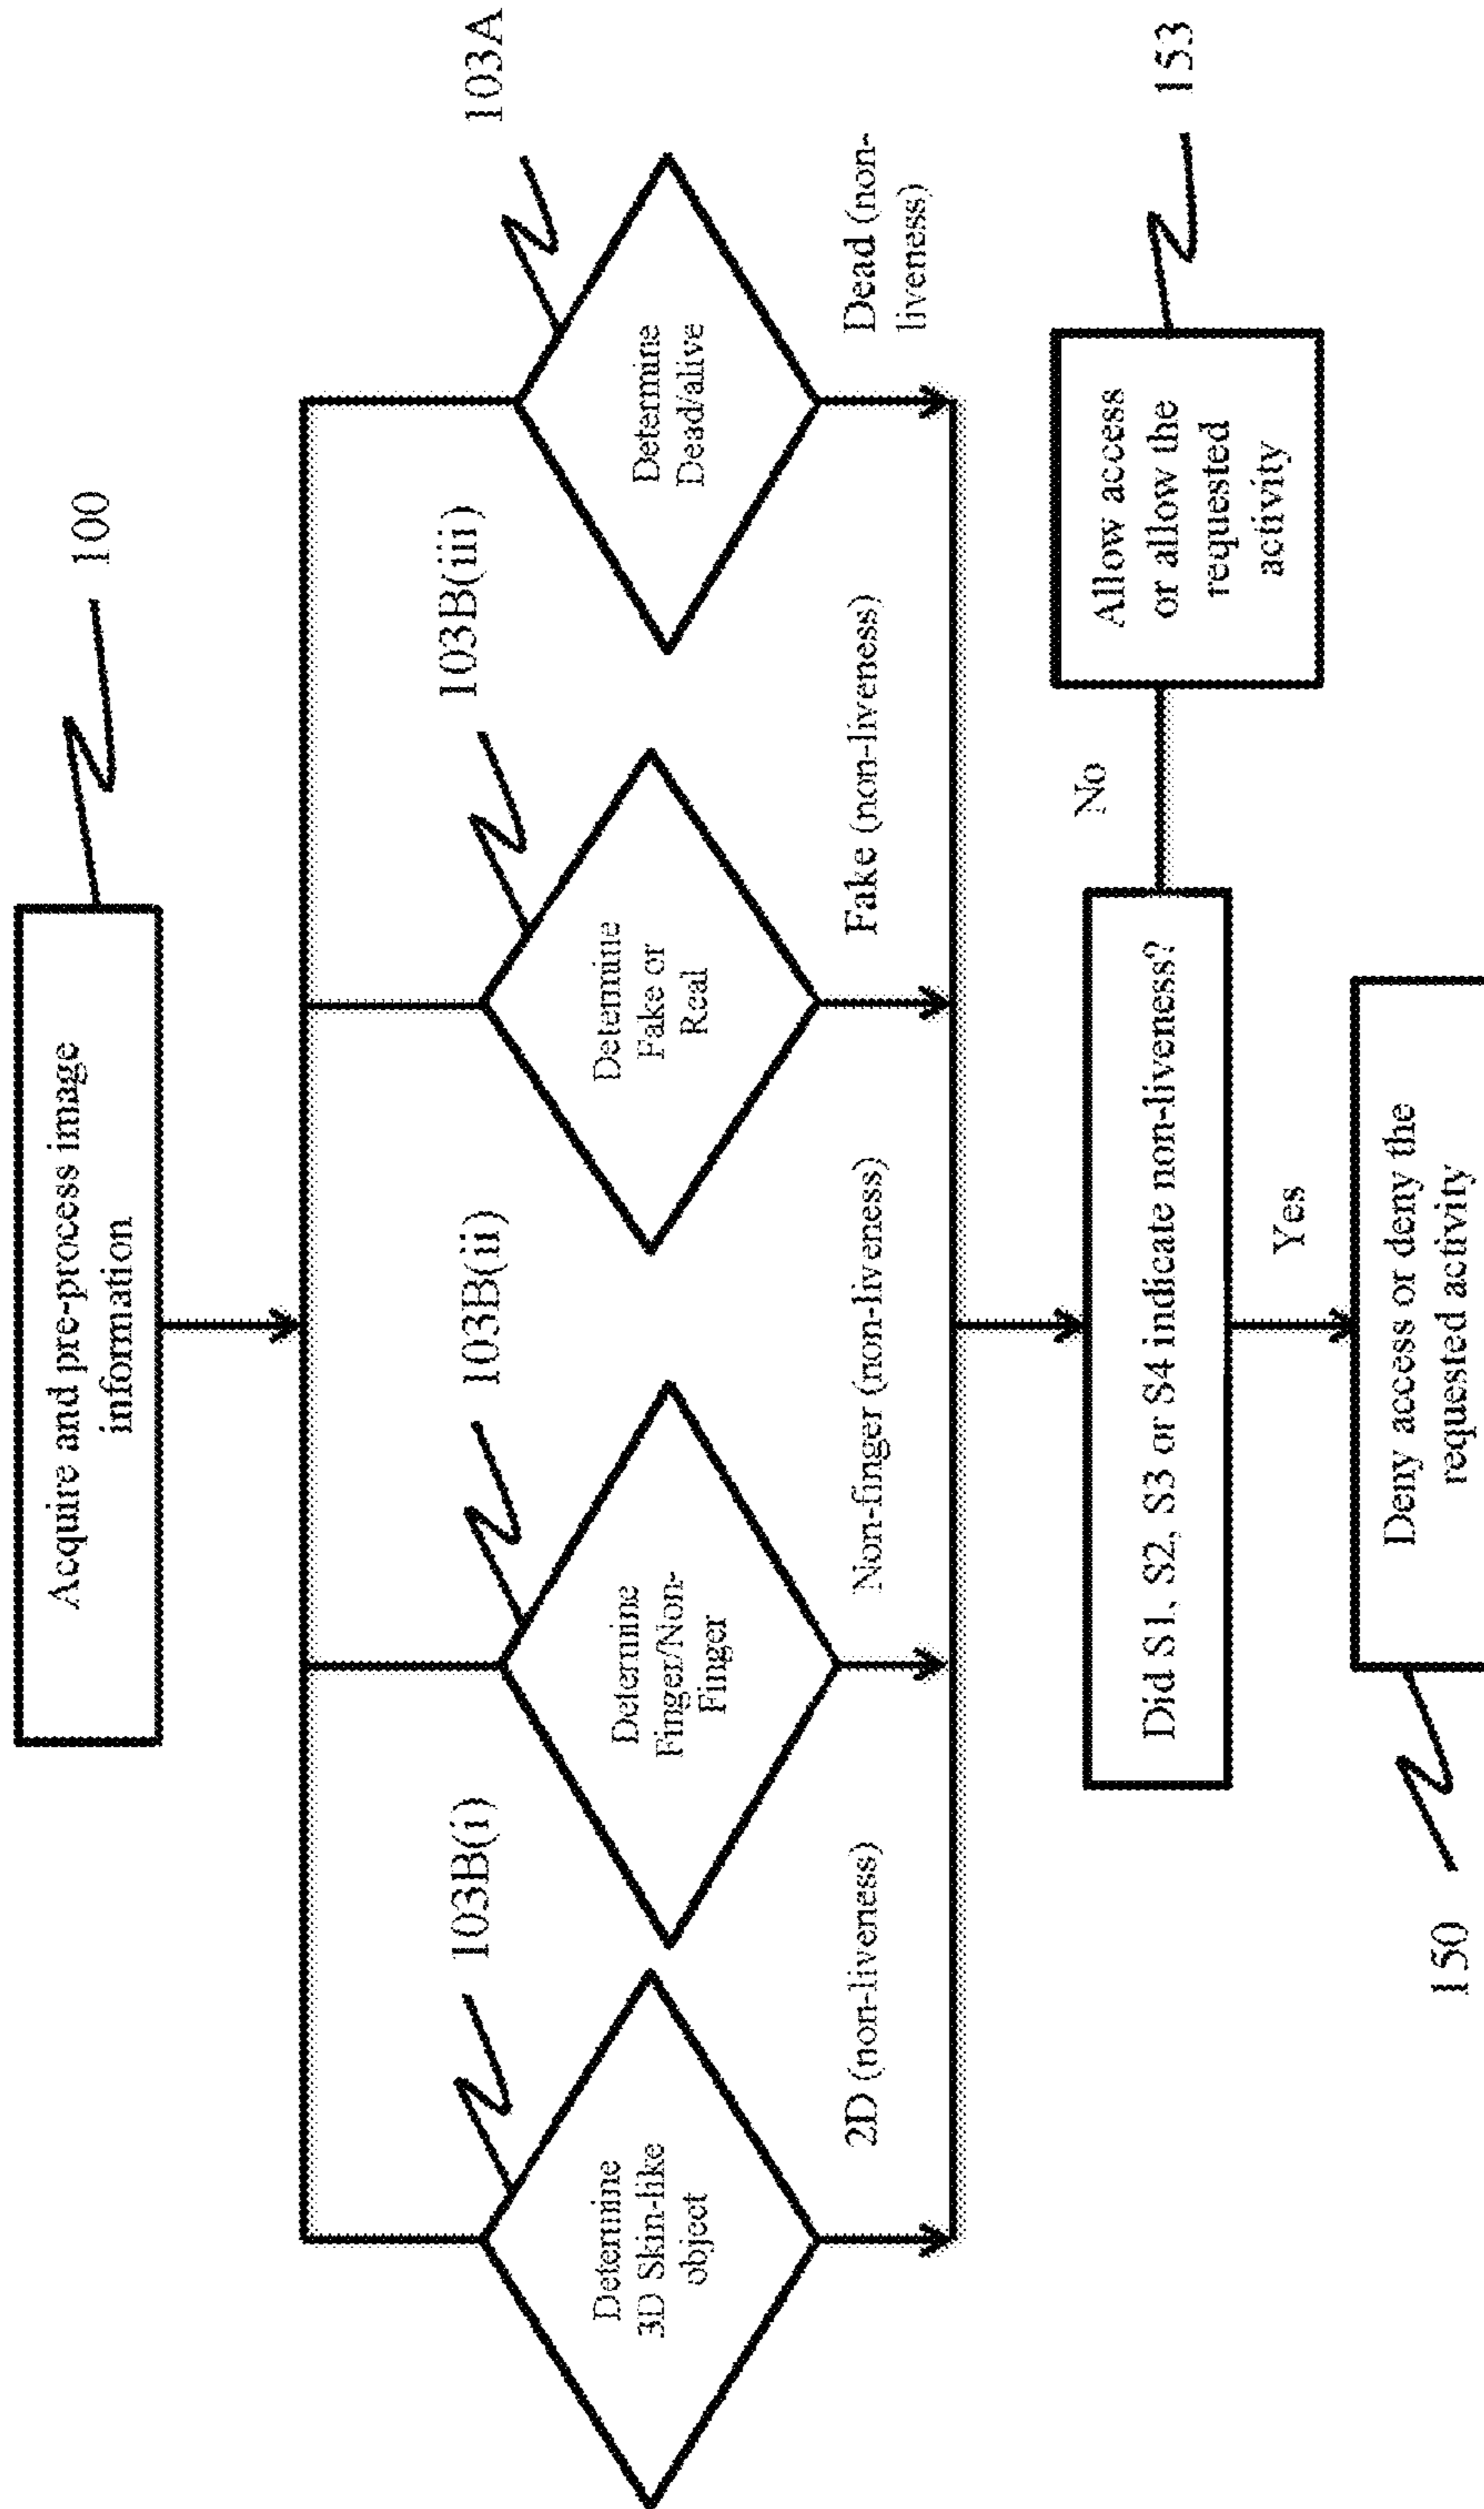 Acquire and pre-process image
information
100
103B(i)
103B(ii)
103B(iii)
103A
Determine
3D Skin-like
object
Determine
Finger/Non-
Finger
Determine
Fake or
Real
Determine
Dead/alive
2D (non-liveness)
Non-finger (non-liveness)
Fake (non-liveness)
Dead (non-
liveness)
Did S1, S2, S3 or S4 indicate non-liveness?
No
Allow access
or allow the
requested
activity
153
Yes
Deny access or deny the
requested activity
150